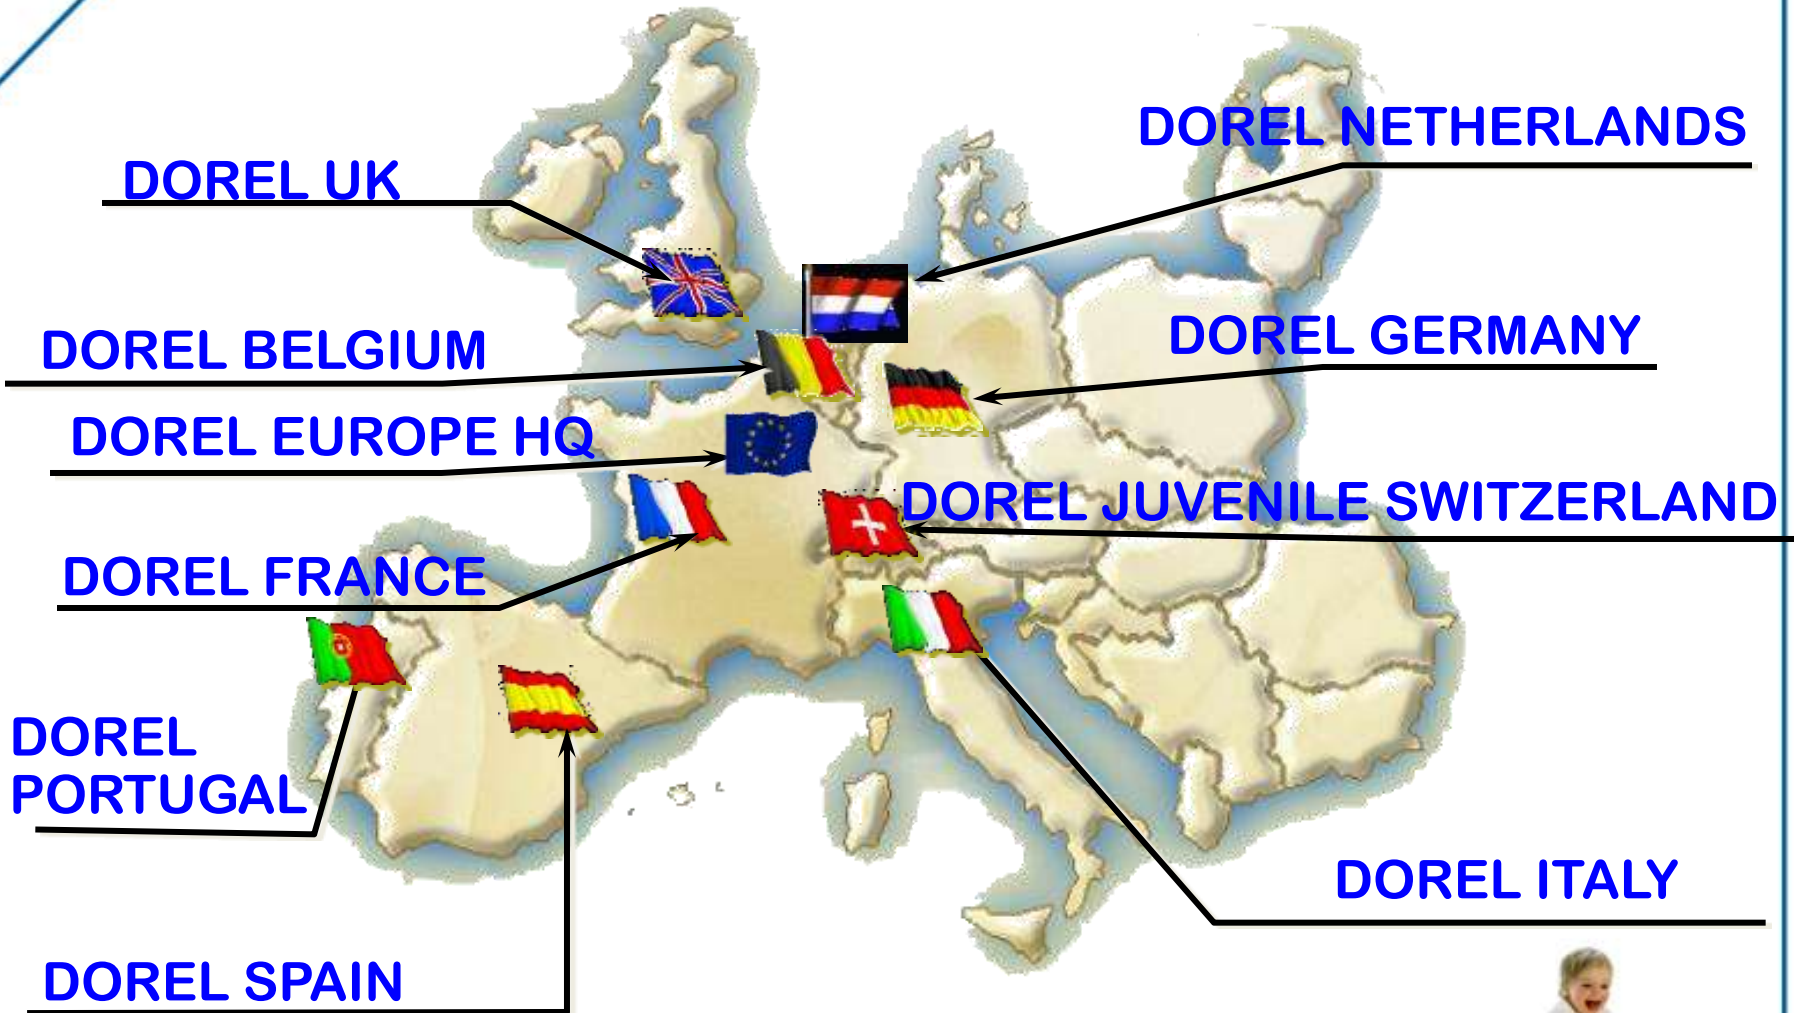 DOREL NETHERLANDS
DOREL UK
DOREL GERMANY
DOREL BELGIUM
DOREL EUROPE HQ
DOREL JUVENILE SWITZERLAND
DOREL FRANCE
DOREL
PORTUGAL
DOREL ITALY
DOREL SPAIN